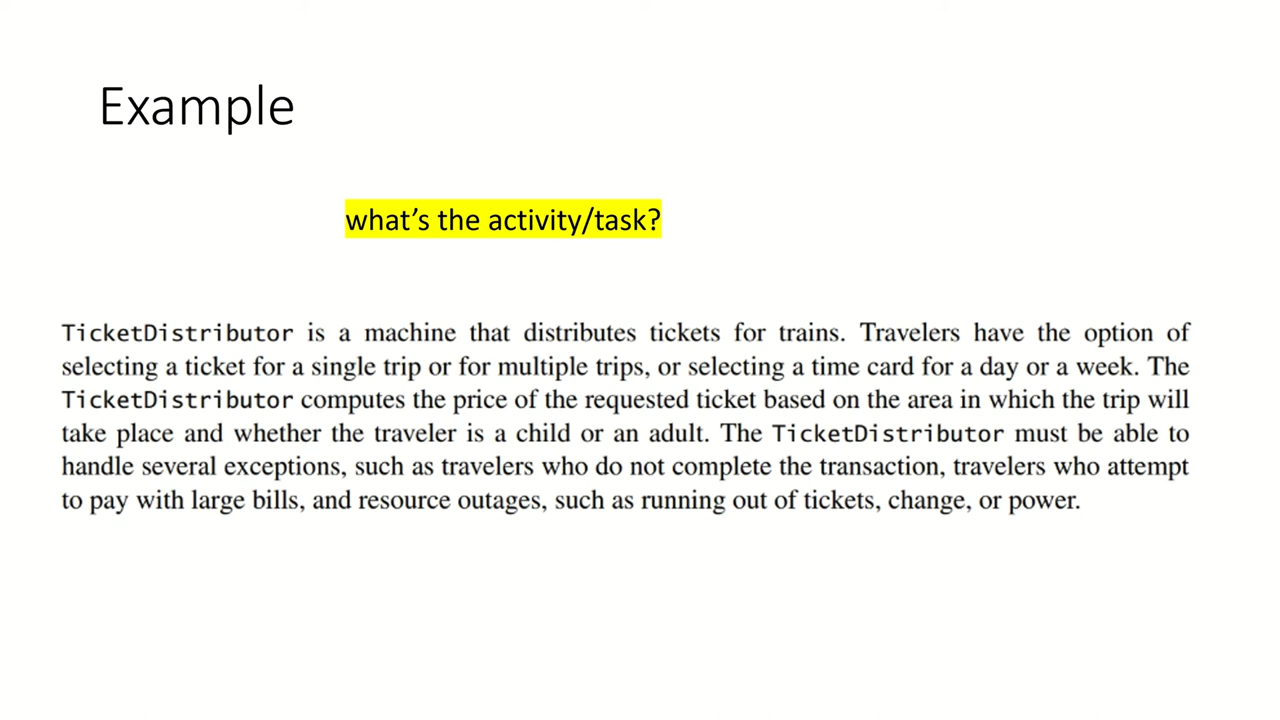 Example
what’s the activity/task?
TicketDistributor is a machine that distributes tickets for trains. Travelers have the option of
selecting a ticket for a single trip or for multiple trips, or selecting a time card for a day or a week. The
TicketDistributor computes the price of the requested ticket based on the area in which the trip will
take place and whether the traveler is a child or an adult. The TicketDistributor must be able to
handle several exceptions, such as travelers who do not complete the transaction, travelers who attempt
to pay with large bills, and resource outages, such as running out of tickets, change, or power.